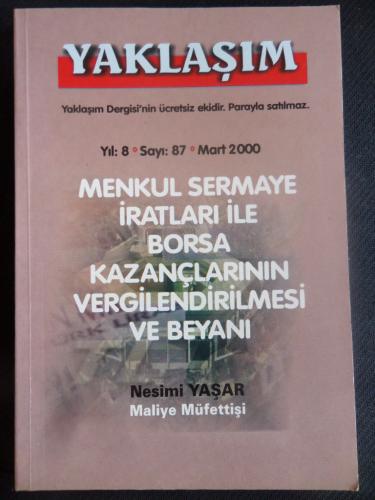 YAKLAŞIM
Yaklaşım Dergisi'nin ücretsiz ekidir. Parayla satılmaz.
Yıl: 8 ° Sayı: 87 ° Mart 2000
MENKUL SERMAYE
İRATLARI İLE
BORSA
KAZANÇLARININ
VERGİLENDİRİLMESİ
VE BEYANI
Nesimi YAŞAR
Maliye Müfettişi